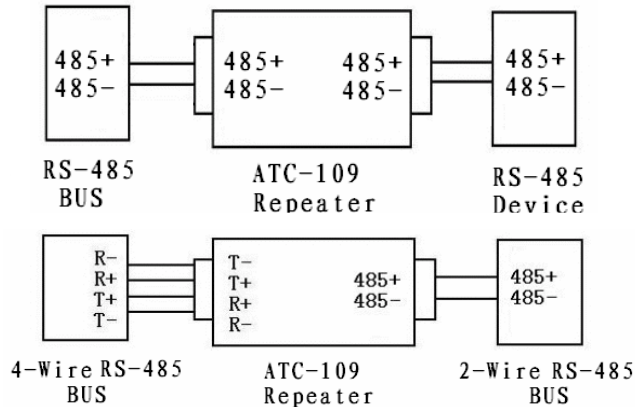 485+ 485+ 485+ 485+
485- 485- 485- 485-
RS-485 ATC-109 RS-485
BUS Repeater Device
R- T-
R+ T+ 485+ 485+
T+ R+ 485- 485-
T- R-
4-Wire RS-485 ATC-109 2-Wire RS-485
BUS Repeater BUS